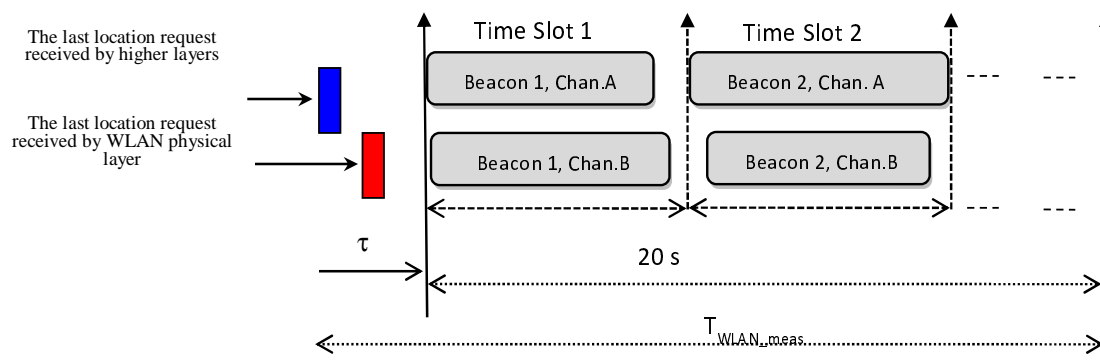 The last location request
received by higher layers
The last location request
received by WLAN physical
layer
Time Slot 1
Time Slot 2
Beacon 1, Chan.A
Beacon 2, Chan. A
Beacon 1, Chan.B
Beacon 2, Chan.B
τ
20 s
T_WLAN_meas